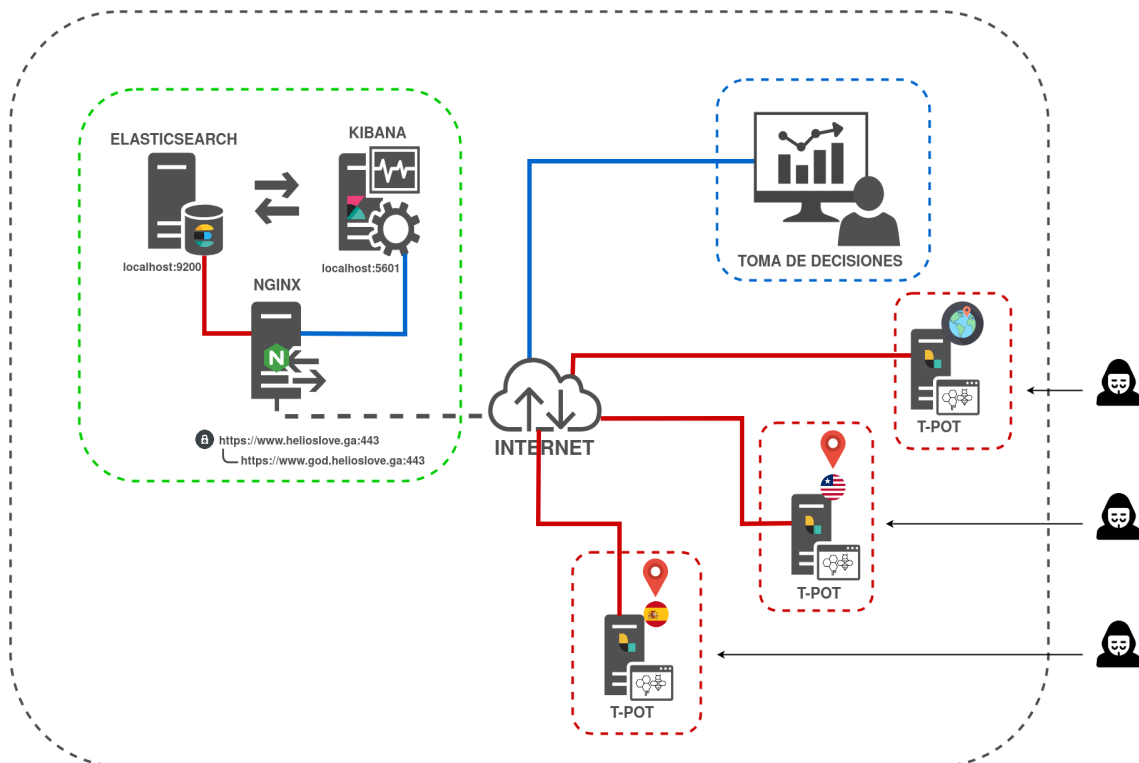 ELASTICSEARCH
KIBANA
localhost:9200
localhost:5601
NGINX
N
https://www.helioslove.ga:443
https://www.god.helioslove.ga:443
INTERNET
TOMA DE DECISIONES
T-POT
T-POT
T-POT